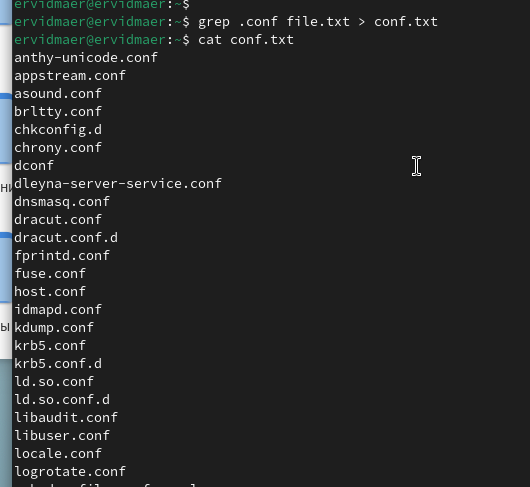 ervidmaer@ervidmaer:~$
ervidmaer@ervidmaer:~$ grep .conf file.txt > conf.txt
ervidmaer@ervidmaer:~$ cat conf.txt
anthy-unicode.conf
appstream.conf
asound.conf
brltty.conf
chkconfig.d
chrony.conf
dconf
dleyna-server-service.conf
dnsmasq.conf
dracut.conf
dracut.conf.d
fprintd.conf
fuse.conf
host.conf
idmapd.conf
kdump.conf
krb5.conf
krb5.conf.d
ld.so.conf
ld.so.conf.d
libaudit.conf
libuser.conf
locale.conf
logrotate.conf